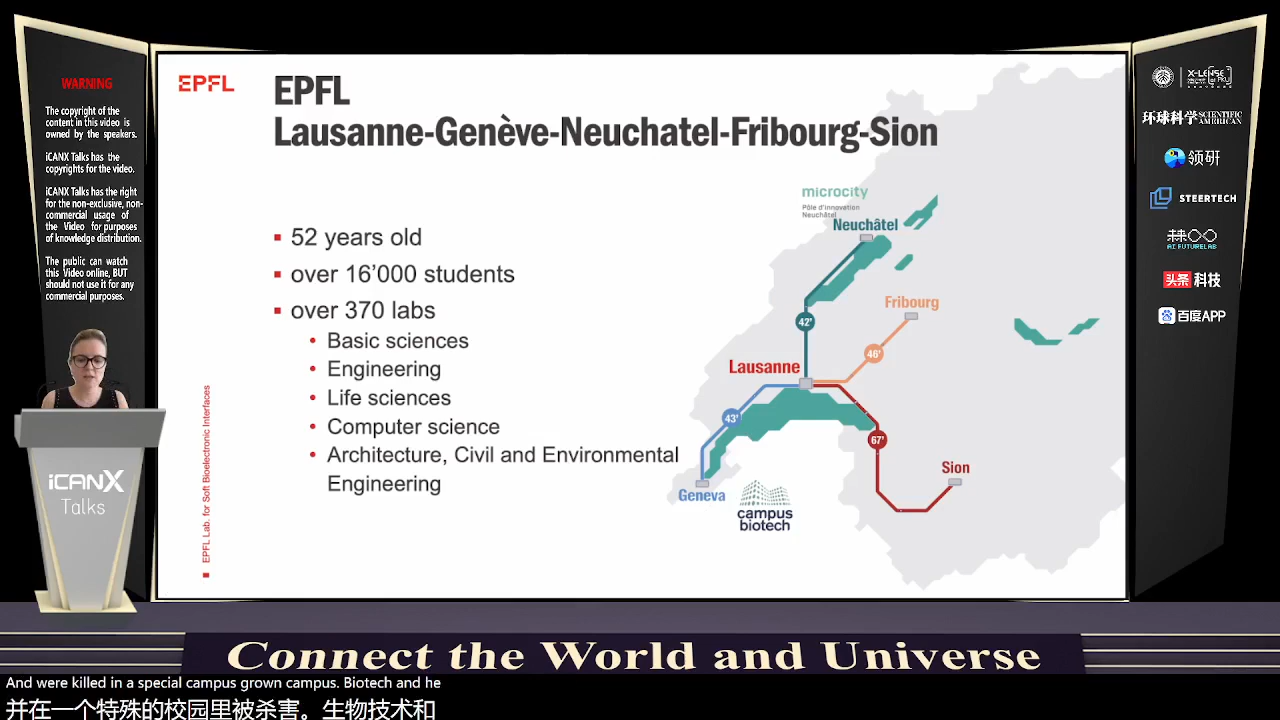 WARNING
The copyright of the
content in this video is
owned by the speakers.
iCANX Talks has the
copyrights for the video.
iCANX Talks has the right
for the non-exclusive, non-
commercial usage of
the Video for purpose
of knowledge distribution.
The public can watch
this Video online, BUT
should not use it for any
commercial purposes.
iCANX
Talks
EPFL
EPFL
Lausanne-Genève-Neuchatel-Fribourg-Sion
52 years old
over 16’000 students
over 370 labs
Basic sciences
Engineering
Life sciences
Computer science
Architecture, Civil and Environmental
Engineering
EPFL Lab. for Soft Bioelectronic Interfaces
microcity
Pôle d'innovation
Neuchâtel
Neuchâtel
42'
Fribourg
46'
Lausanne
43'
67'
Sion
Geneva
campus
biotech
环球科学 SCIENTIFIC AMERICAN
领研
STEERTECH
AI FUTURELAB
头条 科技
百度APP
Connect the World and Universe
And were killed in a special campus grown campus. Biotech and he
并在一个特殊的校园里被杀害。生物技术和